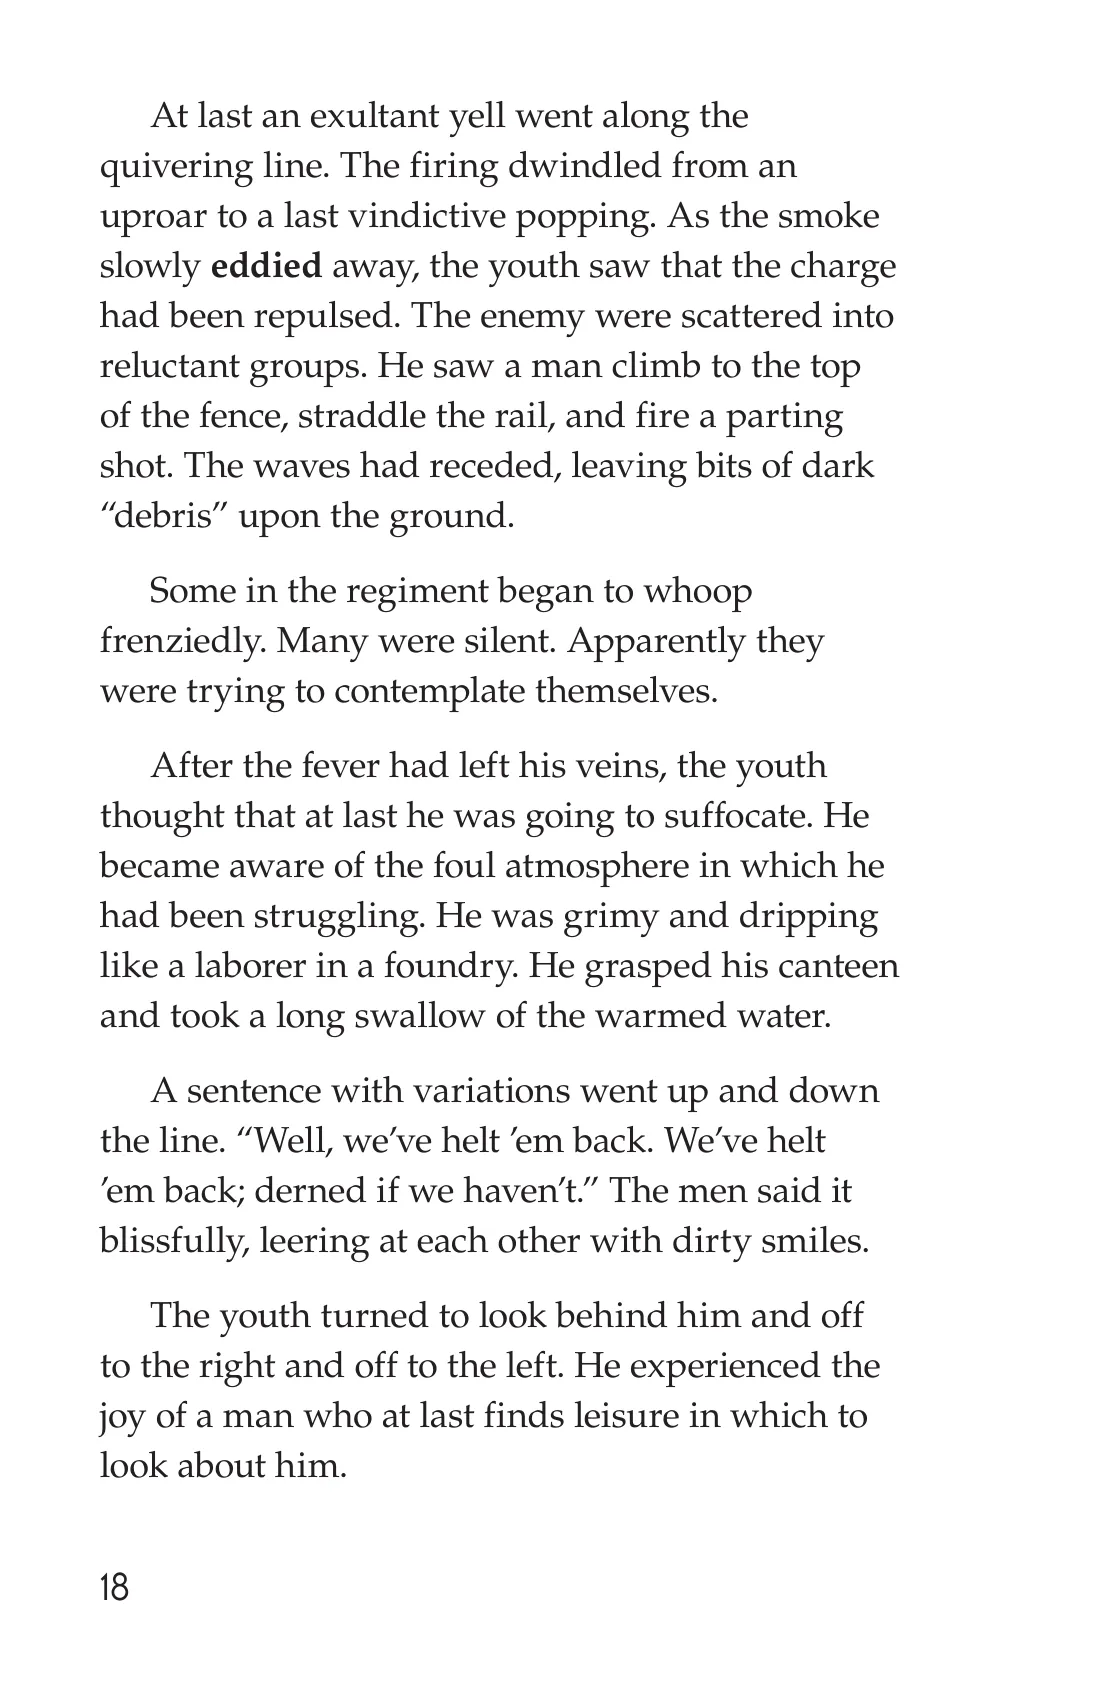 At last an exultant yell went along the
quivering line. The firing dwindled from an
uproar to a last vindictive popping. As the smoke
slowly eddied away, the youth saw that the charge
had been repulsed. The enemy were scattered into
reluctant groups. He saw a man climb to the top
of the fence, straddle the rail, and fire a parting
shot. The waves had receded, leaving bits of dark
“debris” upon the ground.
Some in the regiment began to whoop
frenziedly. Many were silent. Apparently they
were trying to contemplate themselves.
After the fever had left his veins, the youth
thought that at last he was going to suffocate. He
became aware of the foul atmosphere in which he
had been struggling. He was grimy and dripping
like a laborer in a foundry. He grasped his canteen
and took a long swallow of the warmed water.
A sentence with variations went up and down
the line. “Well, we’ve helt ’em back. We’ve helt
’em back; derned if we haven’t.” The men said it
blissfully, leering at each other with dirty smiles.
The youth turned to look behind him and off
to the right and off to the left. He experienced the
joy of a man who at last finds leisure in which to
look about him.
18